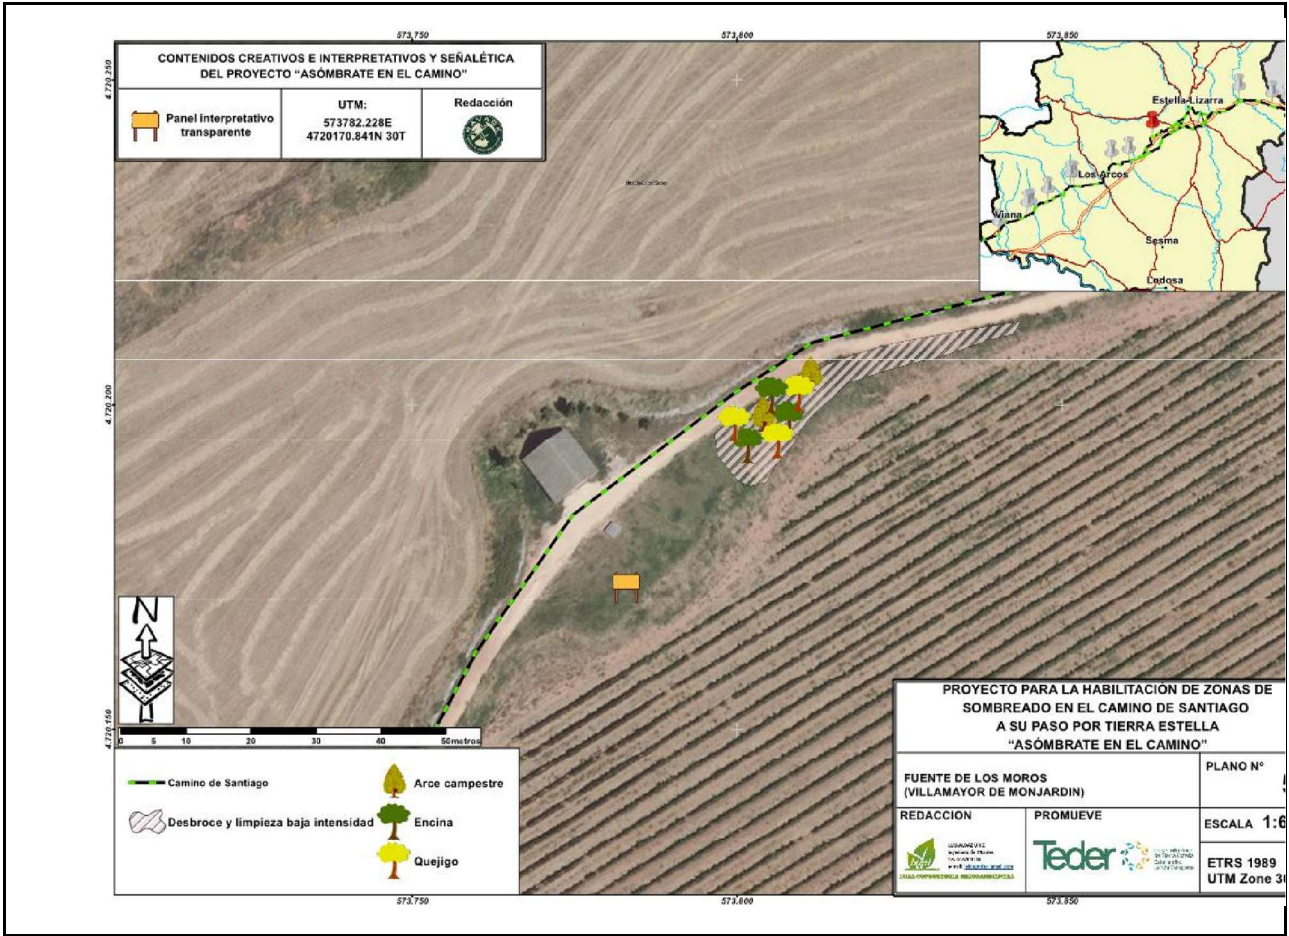 573,750
573,800
573,850
CONTENIDOS CREATIVOS E INTERPRETATIVOS Y SEÑALÉTICA
DEL PROYECTO “ASÓMBRATE EN EL CAMINO”
Panel interpretativo
transparente
UTM:
573782.228E
4720170.841N 30T
Redacción
4.720.250
4.720.200
4.720.150
Estella-Lizarra
Los Arcos
Viana
Sesma
Lodosa
N
0 5 10 20 30 40 50 metros
Camino de Santiago
Desbroce y limpieza baja intensidad
Arce campestre
Encina
Quejigo
PROYECTO PARA LA HABILITACIÓN DE ZONAS DE
SOMBREADO EN EL CAMINO DE SANTIAGO
A SU PASO POR TIERRA ESTELLA
“ASÓMBRATE EN EL CAMINO”
FUENTE DE LOS MOROS
(VILLAMAYOR DE MONJARDIN)
PLANO Nº
REDACCION
PROMUEVE
Teder
ESCALA 1:6
ETRS 1989
UTM Zone 3
573,750
573,800
573,850